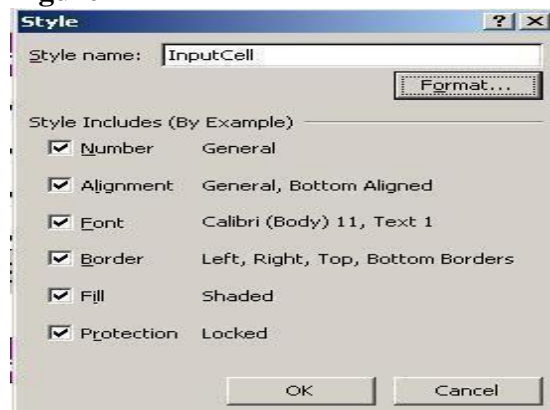 Style
Style name: InputCell
Format...
Style Includes (By Example)
Number General
Alignment General, Bottom Aligned
Font Calibri (Body) 11, Text 1
Border Left, Right, Top, Bottom Borders
Fill Shaded
Protection Locked
OK Cancel